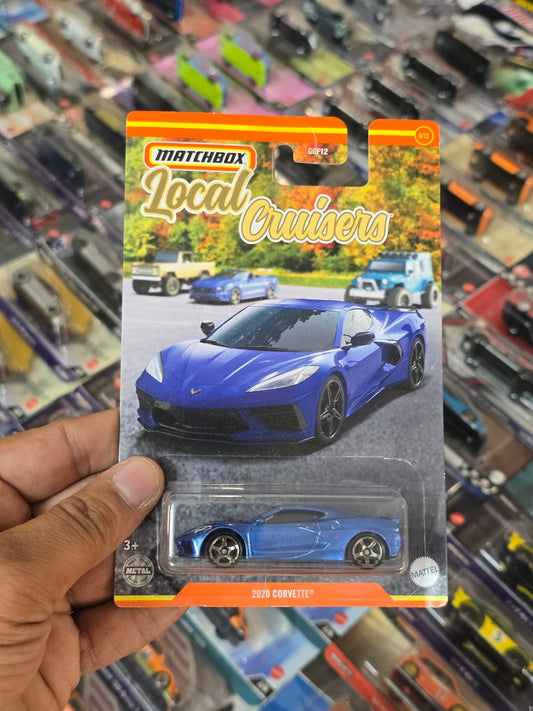 MATCHBOX
GGF12
8/12
Local
Cruisers®
3+
METAL
MATTEL
2020 CORVETTE®